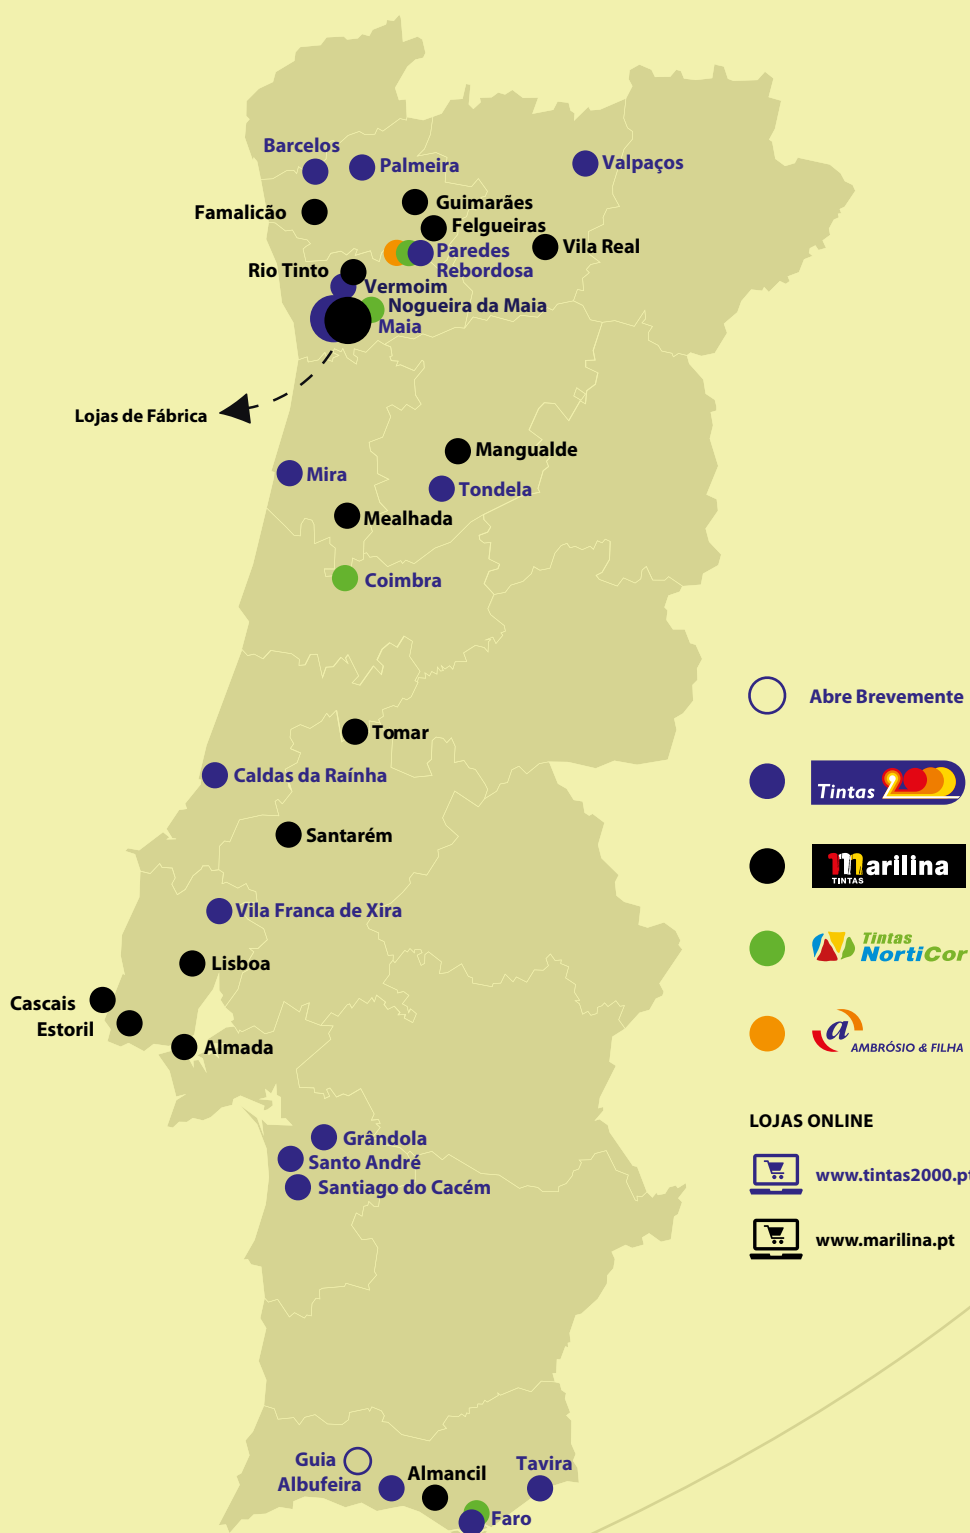 Barcelos
Palmeira
Valpaços
Famalicão
Guimarães
Felgueiras
Vila Real
Paredes
Rebordosa
Rio Tinto
Vermoim
Nogueira da Maia
Maia
Lojas de Fábrica
Mangualde
Mira
Tondela
Mealhada
Coimbra
Abre Brevemente
Tomar
Caldas da Raínha
Tintas 2000
Santarém
marilina
TINTAS
Vila Franca de Xira
Tintas
NortiCor
Lisboa
Cascais
Estoril
Almada
a
AMBRÓSIO & FILHA
LOJAS ONLINE
Grândola
Santo André
www.tintas2000.pt
Santiago do Cacém
www.marilina.pt
Guia
Albufeira
Almancil
Tavira
Faro